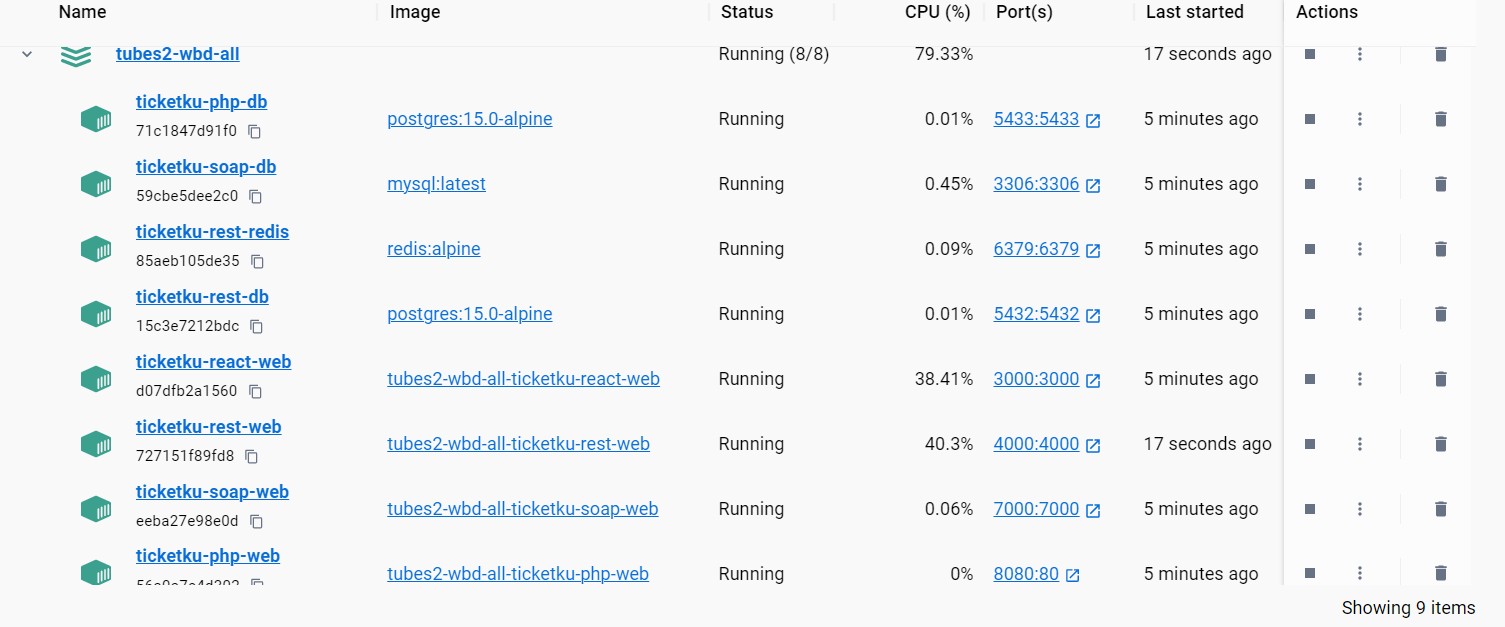 Name Image Status CPU (%) Port(s) Last started Actions
tubes2-wbd-all Running (8/8) 79.33% 17 seconds ago
ticketku-php-db
71c1847d91f0 postgres:15.0-alpine Running 0.01% 5433:5433 5 minutes ago
ticketku-soap-db
59cbe5dee2c0 mysql:latest Running 0.45% 3306:3306 5 minutes ago
ticketku-rest-redis
85aeb105de35 redis:alpine Running 0.09% 6379:6379 5 minutes ago
ticketku-rest-db
15c3e7212bdc postgres:15.0-alpine Running 0.01% 5432:5432 5 minutes ago
ticketku-react-web
d07dfb2a1560 tubes2-wbd-all-ticketku-react-web Running 38.41% 3000:3000 5 minutes ago
ticketku-rest-web
727151f89fd8 tubes2-wbd-all-ticketku-rest-web Running 40.3% 4000:4000 17 seconds ago
ticketku-soap-web
eeba27e98e0d tubes2-wbd-all-ticketku-soap-web Running 0.06% 7000:7000 5 minutes ago
ticketku-php-web
tubes2-wbd-all-ticketku-php-web Running 0% 8080:80 5 minutes ago
Showing 9 items